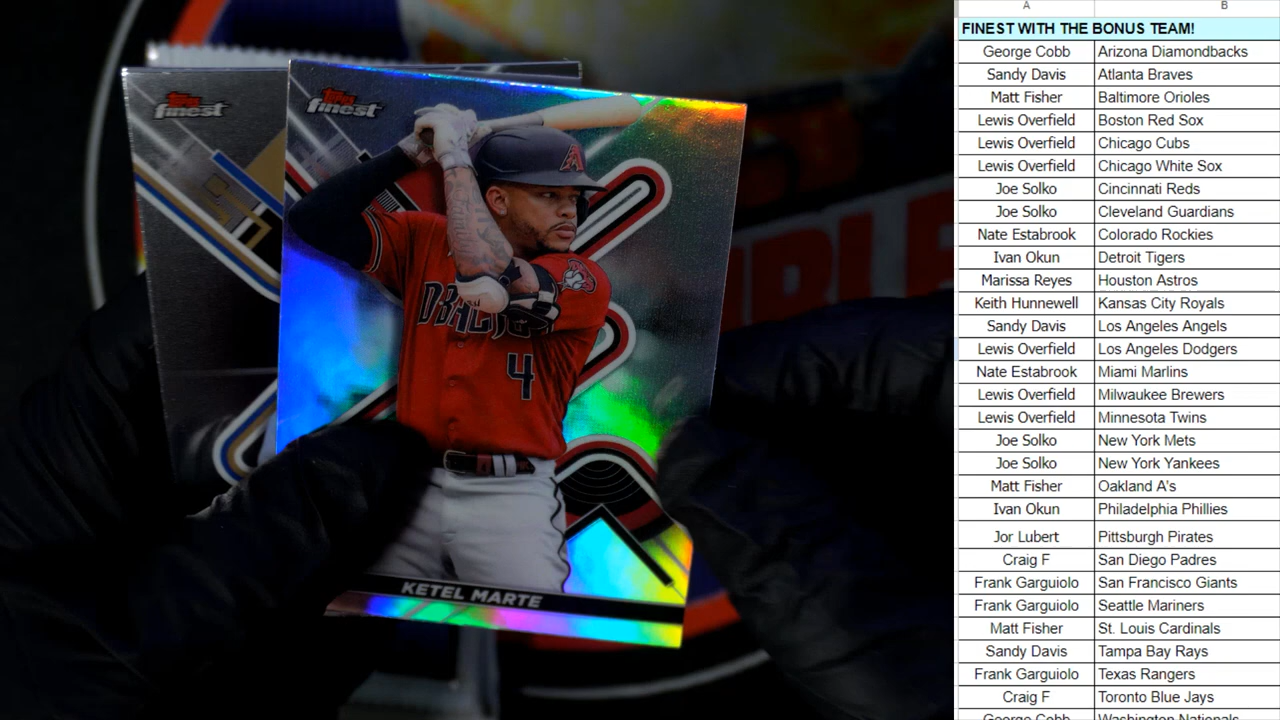 A B
FINEST WITH THE BONUS TEAM!
George Cobb Arizona Diamondbacks
Sandy Davis Atlanta Braves
Matt Fisher Baltimore Orioles
Lewis Overfield Boston Red Sox
Lewis Overfield Chicago Cubs
Lewis Overfield Chicago White Sox
Joe Solko Cincinnati Reds
Joe Solko Cleveland Guardians
Nate Estabrook Colorado Rockies
Ivan Okun Detroit Tigers
Marissa Reyes Houston Astros
Keith Hunnewell Kansas City Royals
Sandy Davis Los Angeles Angels
Lewis Overfield Los Angeles Dodgers
Nate Estabrook Miami Marlins
Lewis Overfield Milwaukee Brewers
Lewis Overfield Minnesota Twins
Joe Solko New York Mets
Joe Solko New York Yankees
Matt Fisher Oakland A's
Ivan Okun Philadelphia Phillies
Jor Lubert Pittsburgh Pirates
Craig F San Diego Padres
Frank Garguiolo San Francisco Giants
Frank Garguiolo Seattle Mariners
Matt Fisher St. Louis Cardinals
Sandy Davis Tampa Bay Rays
Frank Garguiolo Texas Rangers
Craig F Toronto Blue Jays
George Cobb Washington Nationals
Topps
finest
Topps
finest
A
4
KETEL MARTE